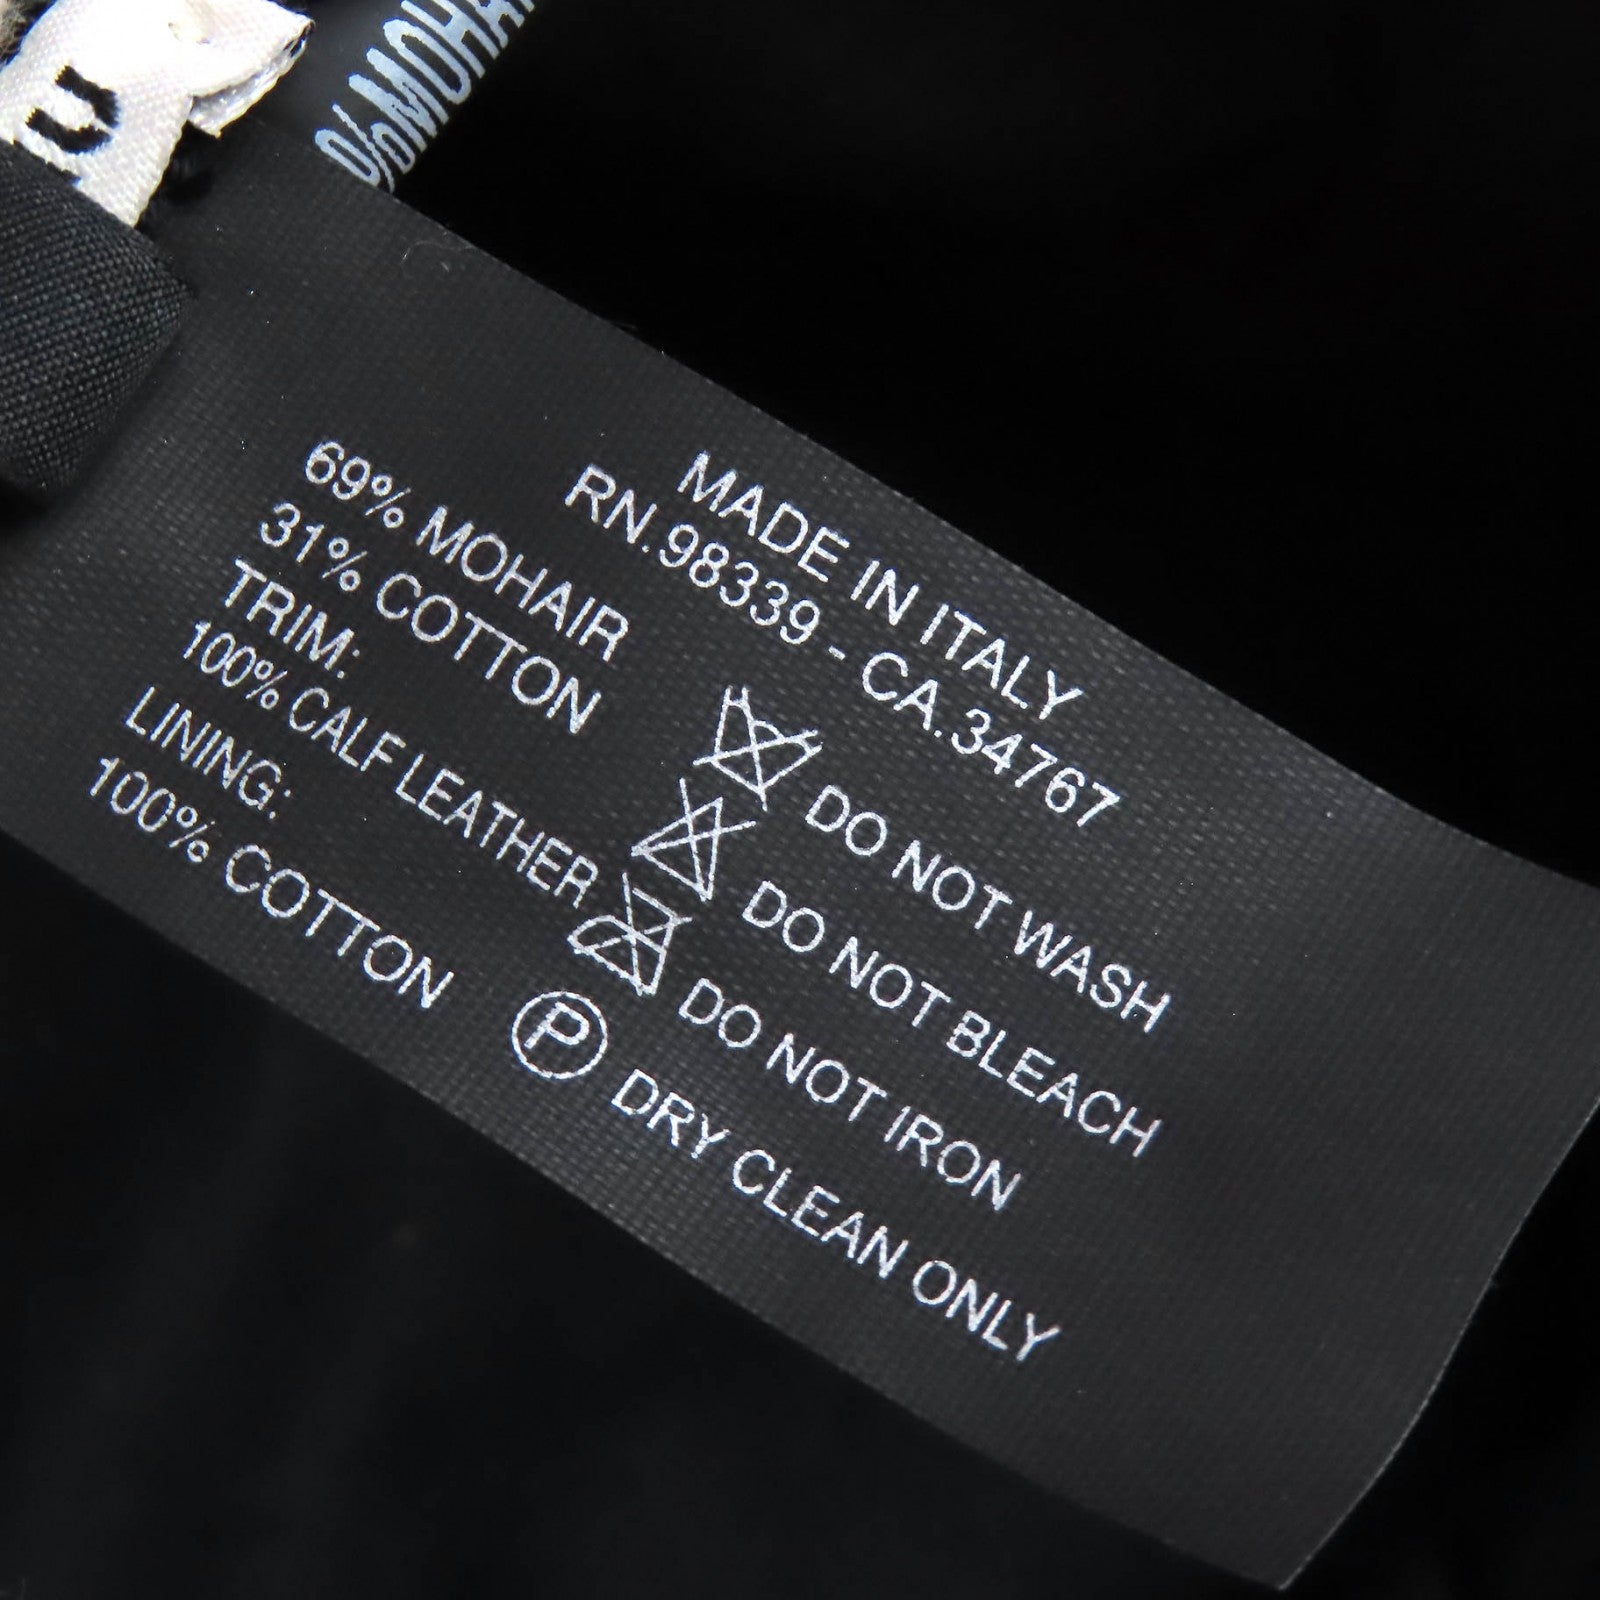 %MOHAI
U
MADE IN ITALY
RN.98339 - CA.34767
69% MOHAIR
31% COTTON
TRIM:
100% CALF LEATHER
LINING:
100% COTTON
DO NOT WASH
DO NOT BLEACH
DO NOT IRON
P DRY CLEAN ONLY